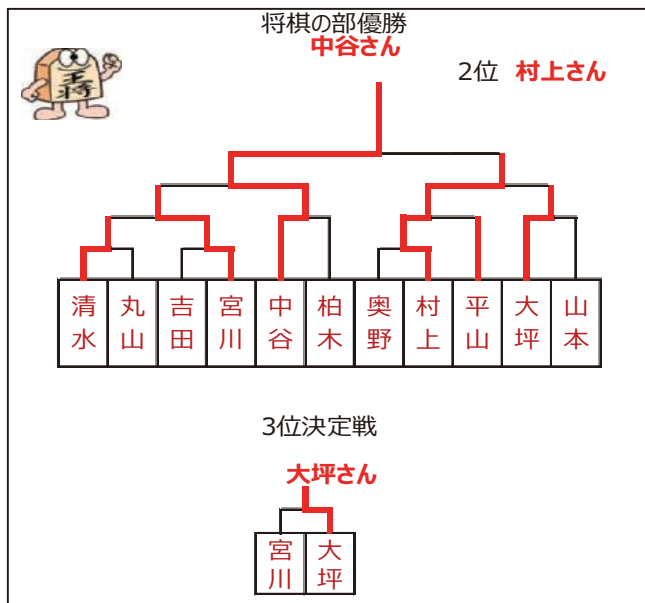 将棋の部優勝
中谷さん
2位 村上さん
王将
清水 丸山 吉田 宮川 中谷 柏木 奥野 村上 平山 大坪 山本
3位決定戦
大坪さん
宮川 大坪